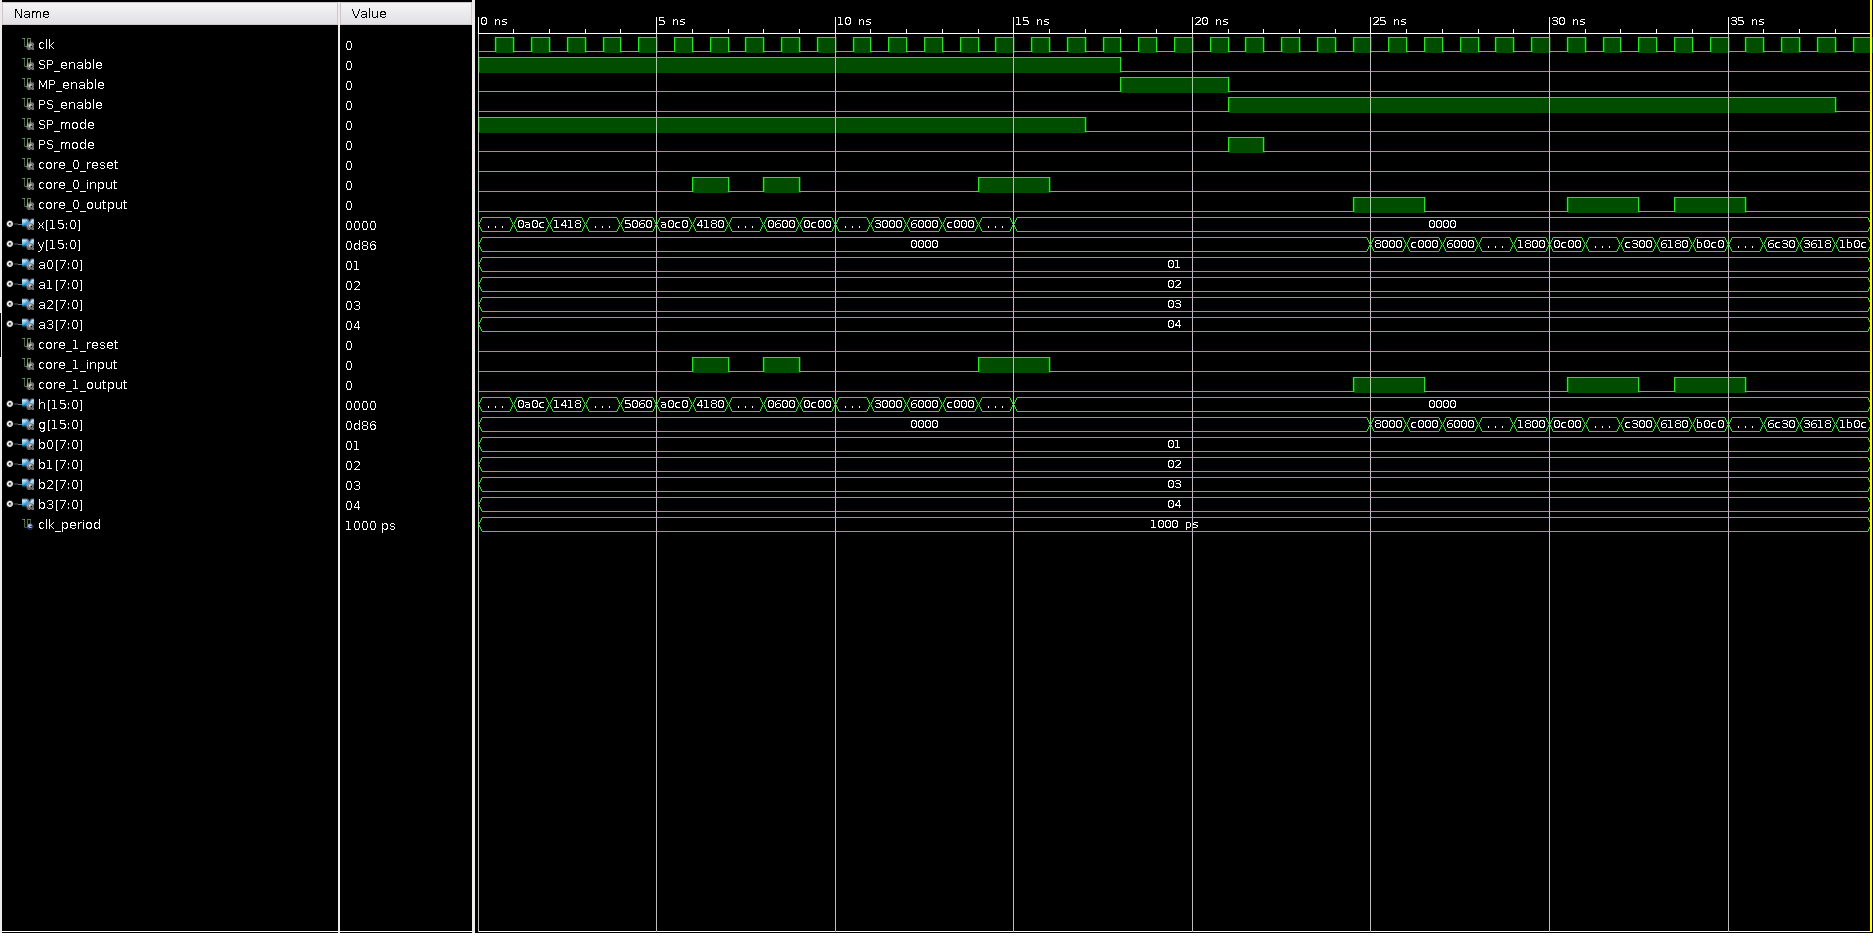 Name Value 0 ns 5 ns 10 ns 15 ns 20 ns 25 ns 30 ns 35 ns
clk 0
SP_enable 0
MP_enable 0
PS_enable 0
SP_mode 0
PS_mode 0
core_0_reset 0
core_0_input 0
core_0_output 0
x[15:0] 0000 ... 0a0c 1418 ... 5060 a0c0 4180 ... 0600 0c00 ... 3000 6000 c000 ... 0000
y[15:0] 0d86 0000 8000 c000 6000 ... 1800 0c00 ... c300 6180 b0c0 ... 6c30 3618 1b0c
a0[7:0] 01 01
a1[7:0] 02 02
a2[7:0] 03 03
a3[7:0] 04 04
core_1_reset 0
core_1_input 0
core_1_output 0
h[15:0] 0000 ... 0a0c 1418 ... 5060 a0c0 4180 ... 0600 0c00 ... 3000 6000 c000 ... 0000
g[15:0] 0d86 0000 8000 c000 6000 ... 1800 0c00 ... c300 6180 b0c0 ... 6c30 3618 1b0c
b0[7:0] 01 01
b1[7:0] 02 02
b2[7:0] 03 03
b3[7:0] 04 04
clk_period 1000 ps 1000 ps